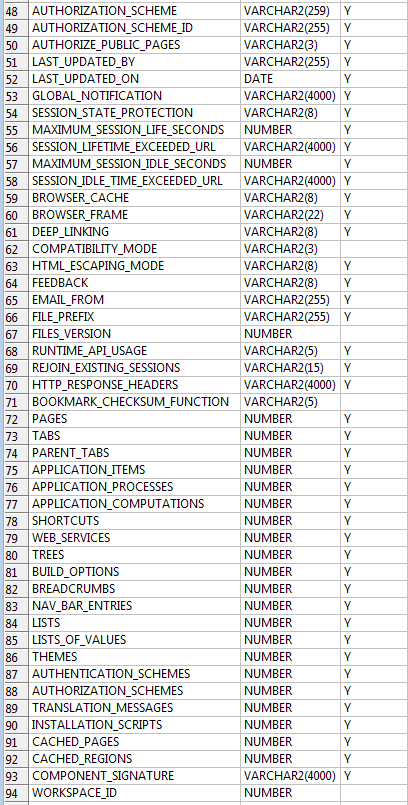 48 AUTHORIZATION_SCHEME VARCHAR2(259) Y
49 AUTHORIZATION_SCHEME_ID VARCHAR2(255) Y
50 AUTHORIZE_PUBLIC_PAGES VARCHAR2(3) Y
51 LAST_UPDATED_BY VARCHAR2(255) Y
52 LAST_UPDATED_ON DATE Y
53 GLOBAL_NOTIFICATION VARCHAR2(4000) Y
54 SESSION_STATE_PROTECTION VARCHAR2(8) Y
55 MAXIMUM_SESSION_LIFE_SECONDS NUMBER Y
56 SESSION_LIFETIME_EXCEEDED_URL VARCHAR2(4000) Y
57 MAXIMUM_SESSION_IDLE_SECONDS NUMBER Y
58 SESSION_IDLE_TIME_EXCEEDED_URL VARCHAR2(4000) Y
59 BROWSER_CACHE VARCHAR2(8) Y
60 BROWSER_FRAME VARCHAR2(22) Y
61 DEEP_LINKING VARCHAR2(8) Y
62 COMPATIBILITY_MODE VARCHAR2(3)
63 HTML_ESCAPING_MODE VARCHAR2(8) Y
64 FEEDBACK VARCHAR2(8) Y
65 EMAIL_FROM VARCHAR2(255) Y
66 FILE_PREFIX VARCHAR2(255) Y
67 FILES_VERSION NUMBER
68 RUNTIME_API_USAGE VARCHAR2(5) Y
69 REJOIN_EXISTING_SESSIONS VARCHAR2(15) Y
70 HTTP_RESPONSE_HEADERS VARCHAR2(4000) Y
71 BOOKMARK_CHECKSUM_FUNCTION VARCHAR2(5)
72 PAGES NUMBER Y
73 TABS NUMBER Y
74 PARENT_TABS NUMBER Y
75 APPLICATION_ITEMS NUMBER Y
76 APPLICATION_PROCESSES NUMBER Y
77 APPLICATION_COMPUTATIONS NUMBER Y
78 SHORTCUTS NUMBER Y
79 WEB_SERVICES NUMBER Y
80 TREES NUMBER Y
81 BUILD_OPTIONS NUMBER Y
82 BREADCRUMBS NUMBER Y
83 NAV_BAR_ENTRIES NUMBER Y
84 LISTS NUMBER Y
85 LISTS_OF_VALUES NUMBER Y
86 THEMES NUMBER Y
87 AUTHENTICATION_SCHEMES NUMBER Y
88 AUTHORIZATION_SCHEMES NUMBER Y
89 TRANSLATION_MESSAGES NUMBER Y
90 INSTALLATION_SCRIPTS NUMBER Y
91 CACHED_PAGES NUMBER Y
92 CACHED_REGIONS NUMBER Y
93 COMPONENT_SIGNATURE VARCHAR2(4000) Y
94 WORKSPACE_ID NUMBER